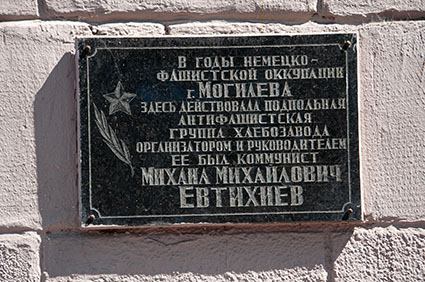 В ГОДЫ НЕМЕЦКО-
ФАШИСТСКОЙ ОККУПАЦИИ
г. МОГИЛЕВА
ЗДЕСЬ ДЕЙСТВОВАЛА ПОДПОЛЬНАЯ
АНТИФАШИСТСКАЯ
ГРУППА ХЛЕБОЗАВОДА
ОРГАНИЗАТОРОМ И РУКОВОДИТЕЛЕМ
ЕЕ БЫЛ КОММУНИСТ
МИХАИЛ МИХАЙЛОВИЧ
ЕВТИХИЕВ